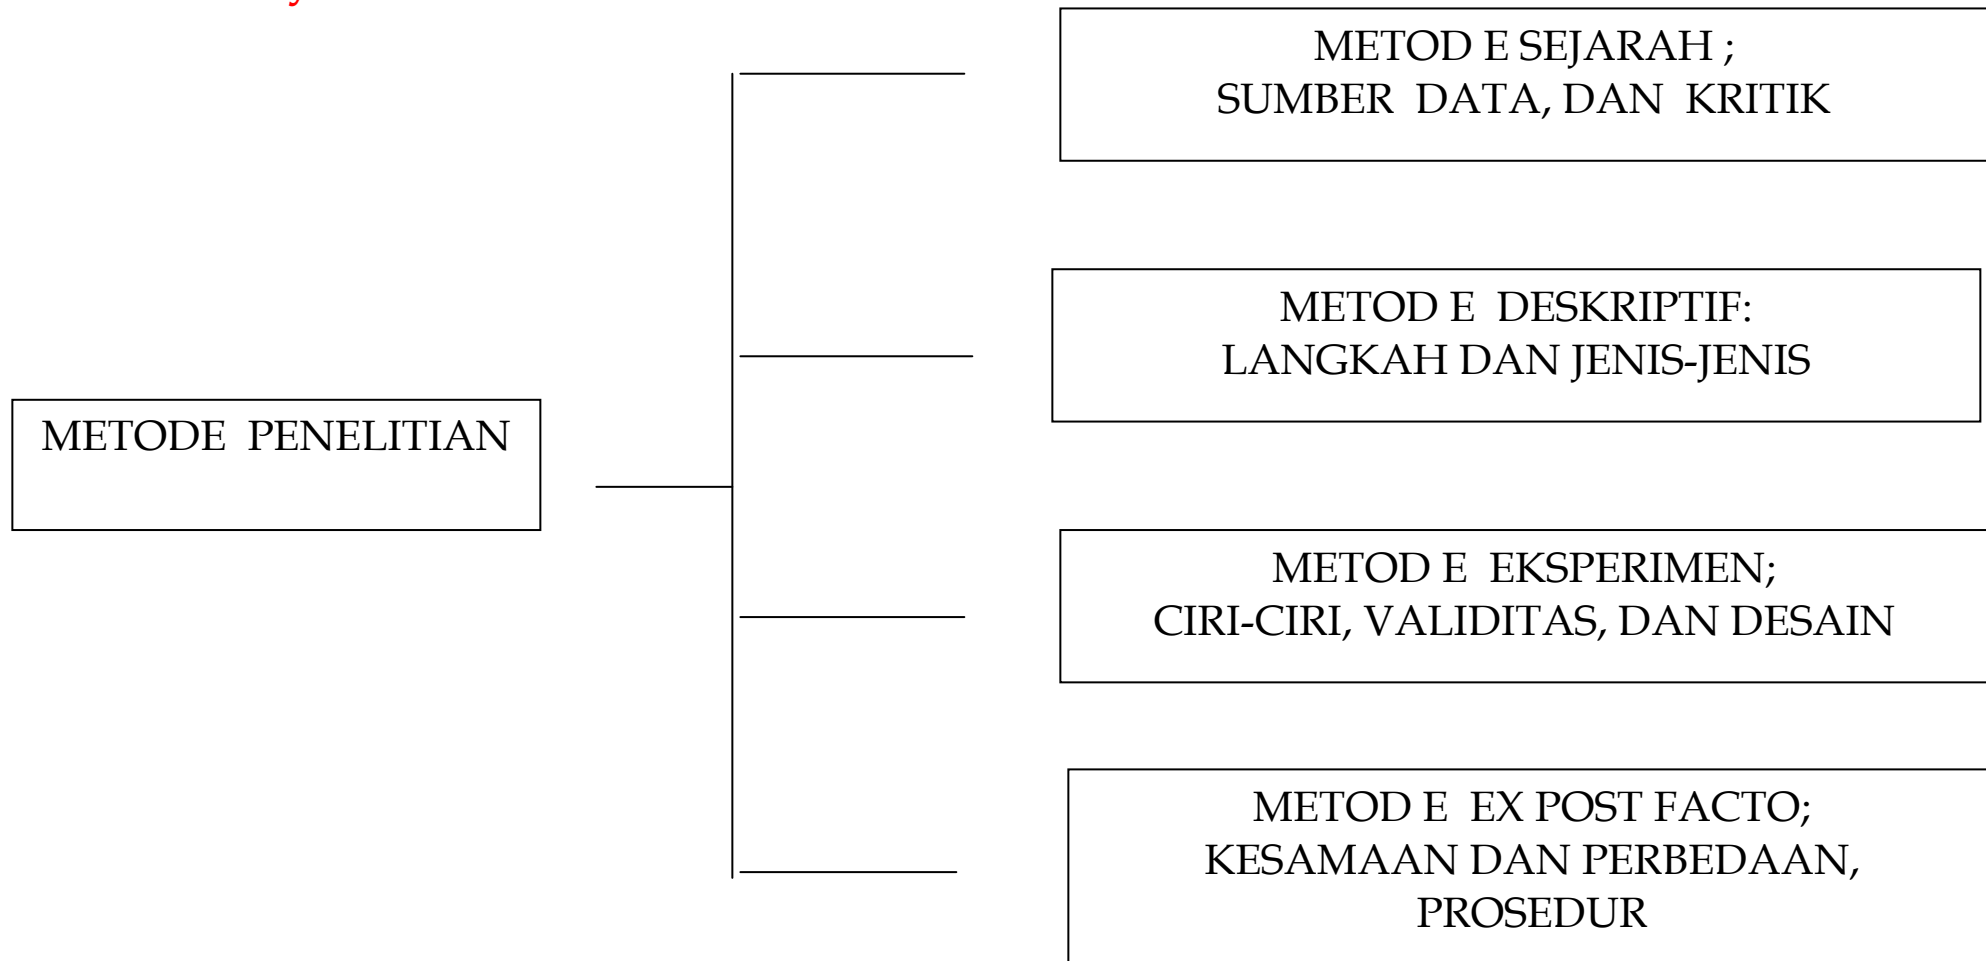 METOD E SEJARAH ;
SUMBER DATA, DAN KRITIK
METOD E DESKRIPTIF:
LANGKAH DAN JENIS-JENIS
METODE PENELITIAN
METOD E EKSPERIMEN;
CIRI-CIRI, VALIDITAS, DAN DESAIN
METOD E EX POST FACTO;
KESAMAAN DAN PERBEDAAN,
PROSEDUR